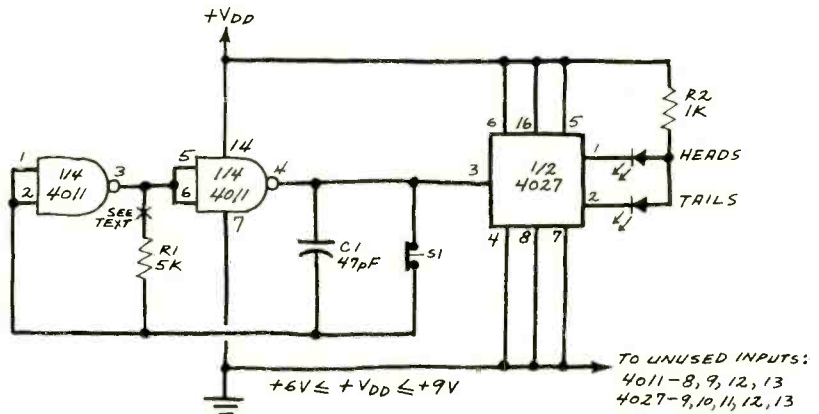 +VDD
6
16
5
R2
1K
1
HEADS
2
TAILS
3
1/2
4027
4
8
7
1
2
1/4
4011
3
SEE
TEXT
R1
5K
14
5
6
1/4
4011
4
7
C1
47pF
S1
+6V ≤ +VDD ≤ +9V
TO UNUSED INPUTS:
4011-8, 9, 12, 13
4027-9, 10, 11, 12, 13